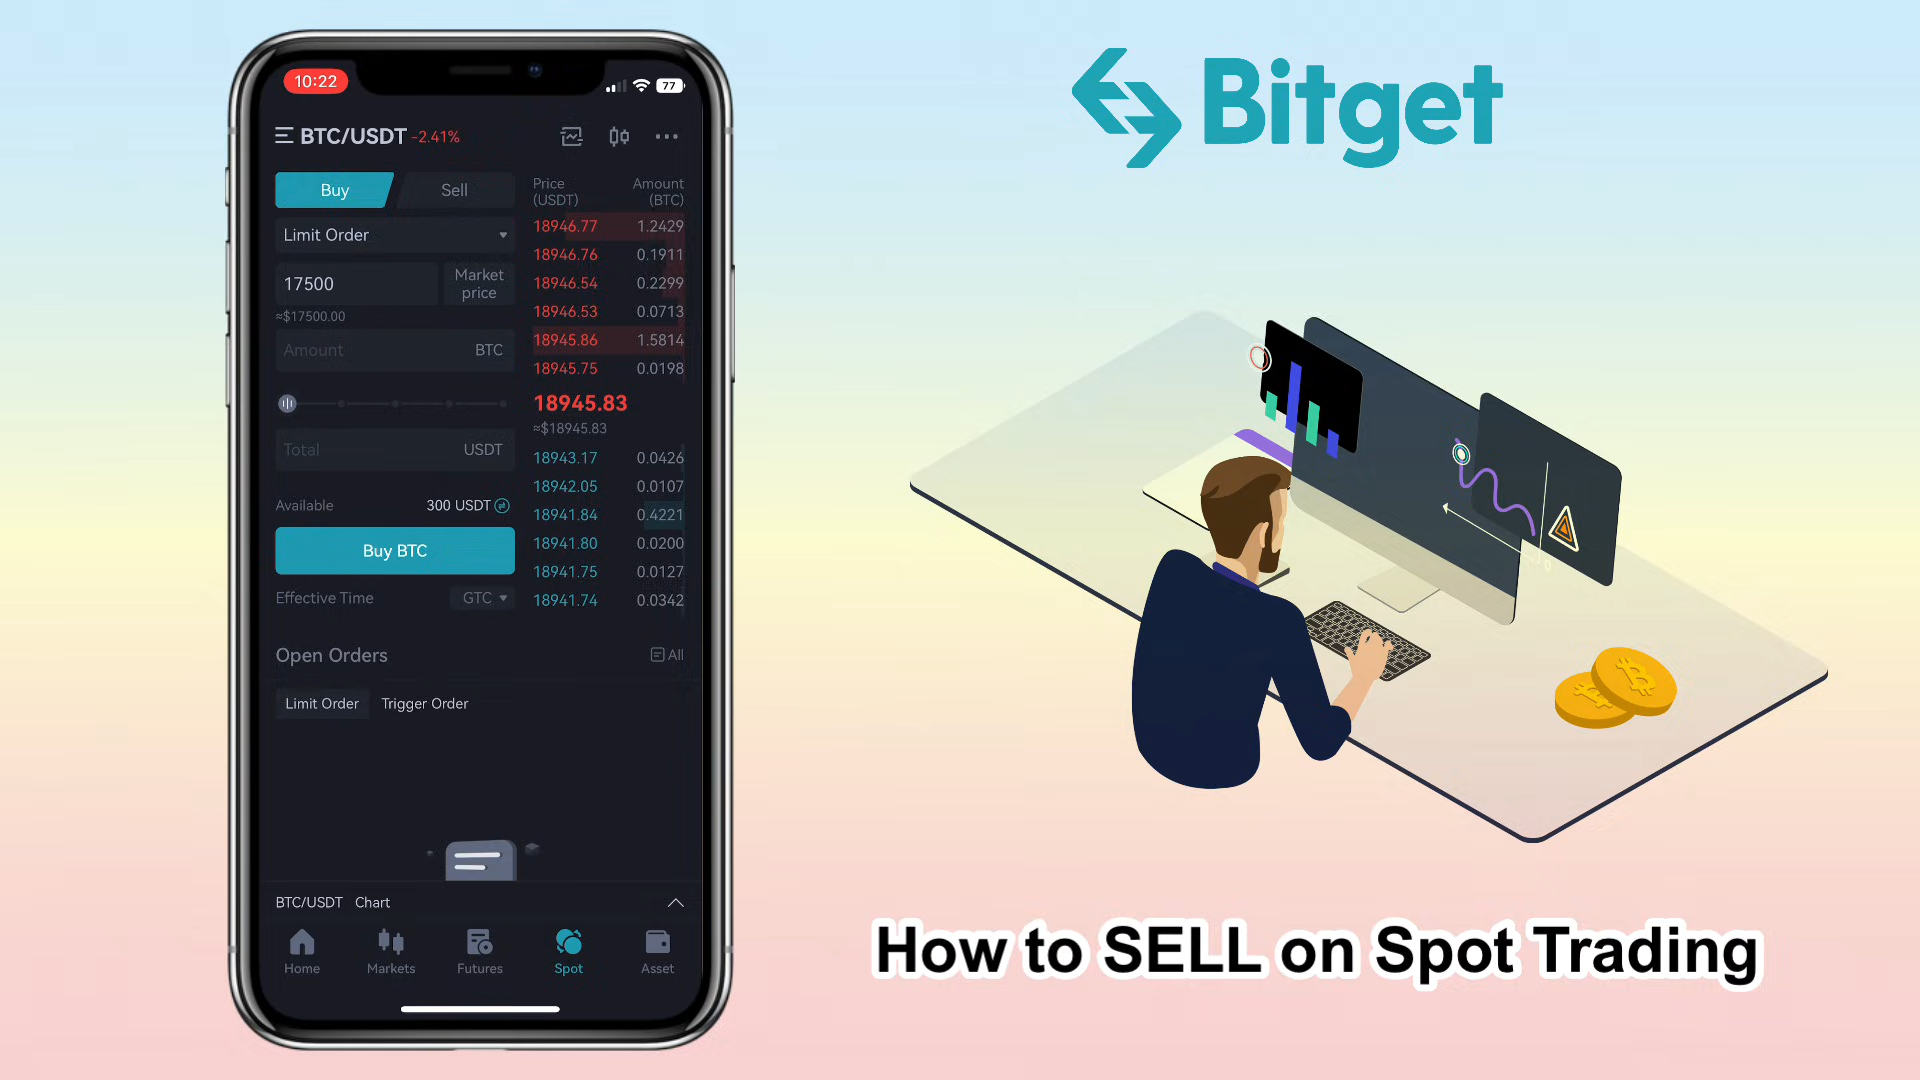 10:22
77
BTC/USDT -2.41%
Buy
Sell
Limit Order
17500
Market
price
≈$17500.00
Amount
BTC
Total
USDT
Available
300 USDT
Buy BTC
Effective Time
GTC
Price
(USDT)
Amount
(BTC)
18946.77 1.2429
18946.76 0.1911
18946.54 0.2299
18946.53 0.0713
18945.86 1.5814
18945.75 0.0198
18945.83
≈$18945.83
18943.17 0.0426
18942.05 0.0107
18941.84 0.4221
18941.80 0.0200
18941.75 0.0127
18941.74 0.0342
Open Orders
All
Limit Order
Trigger Order
BTC/USDT Chart
Home
Markets
Futures
Spot
Asset
Bitget
How to SELL on Spot Trading